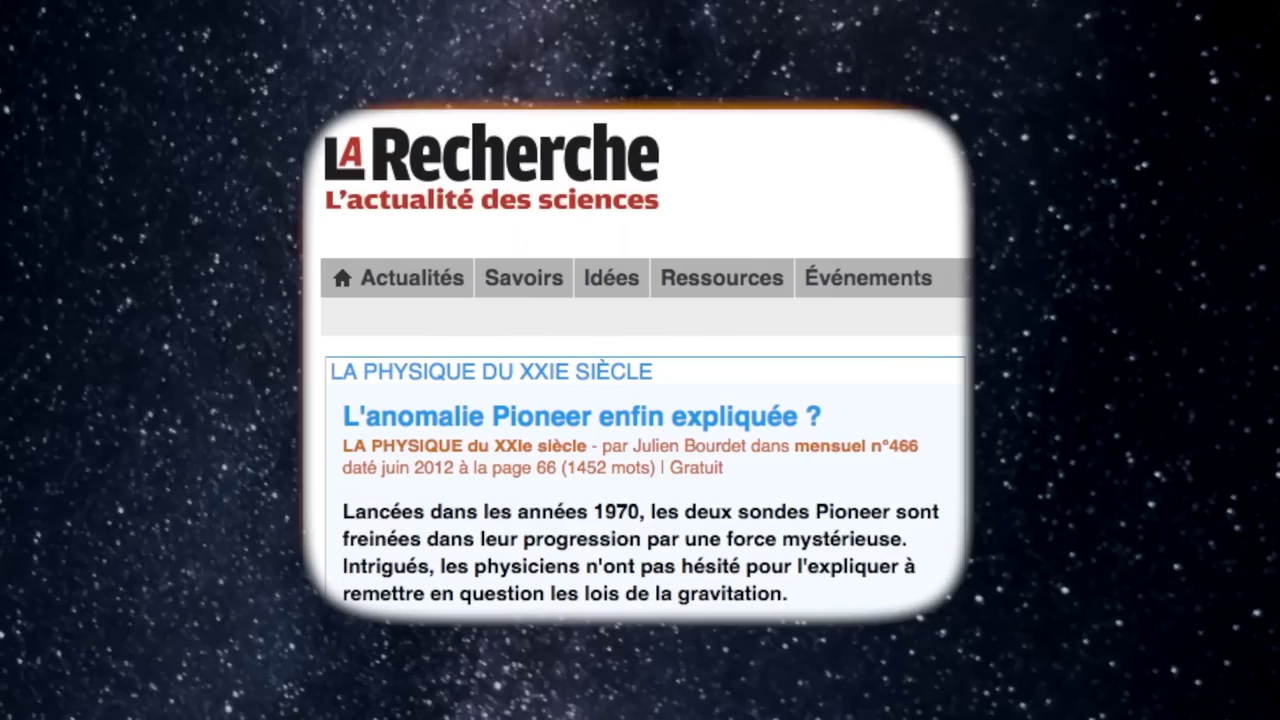 LA Recherche
L'actualité des sciences
Actualités Savoirs Idées Ressources Événements
LA PHYSIQUE DU XXIE SIÈCLE
L'anomalie Pioneer enfin expliquée ?
LA PHYSIQUE du XXIe siècle - par Julien Bourdet dans mensuel n°466
daté juin 2012 à la page 66 (1452 mots) | Gratuit
Lancées dans les années 1970, les deux sondes Pioneer sont
freinées dans leur progression par une force mystérieuse.
Intrigués, les physiciens n'ont pas hésité pour l'expliquer à
remettre en question les lois de la gravitation.